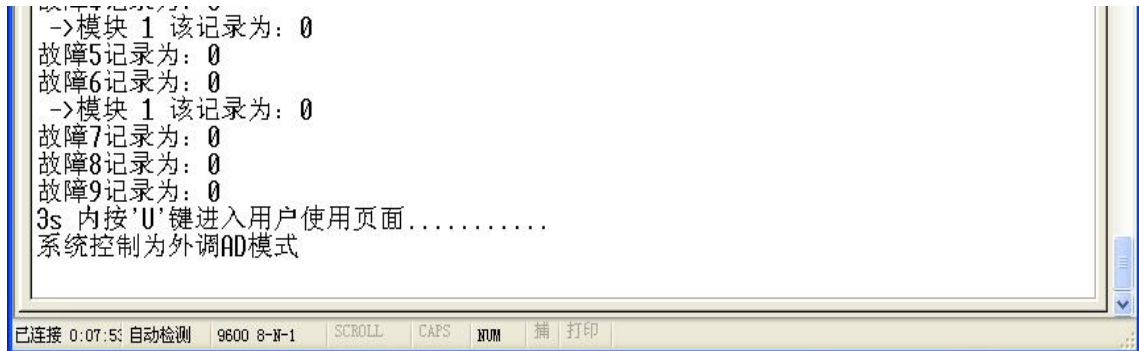 ->模块 1 该记录为: 0
故障5记录为: 0
故障6记录为: 0
->模块 1 该记录为: 0
故障7记录为: 0
故障8记录为: 0
故障9记录为: 0
3s 内按'U'键进入用户使用页面...........
系统控制为外调AD模式
已连接 0:07:53 自动检测 9600 8-N-1 SCROLL CAPS NUM 捕 打印